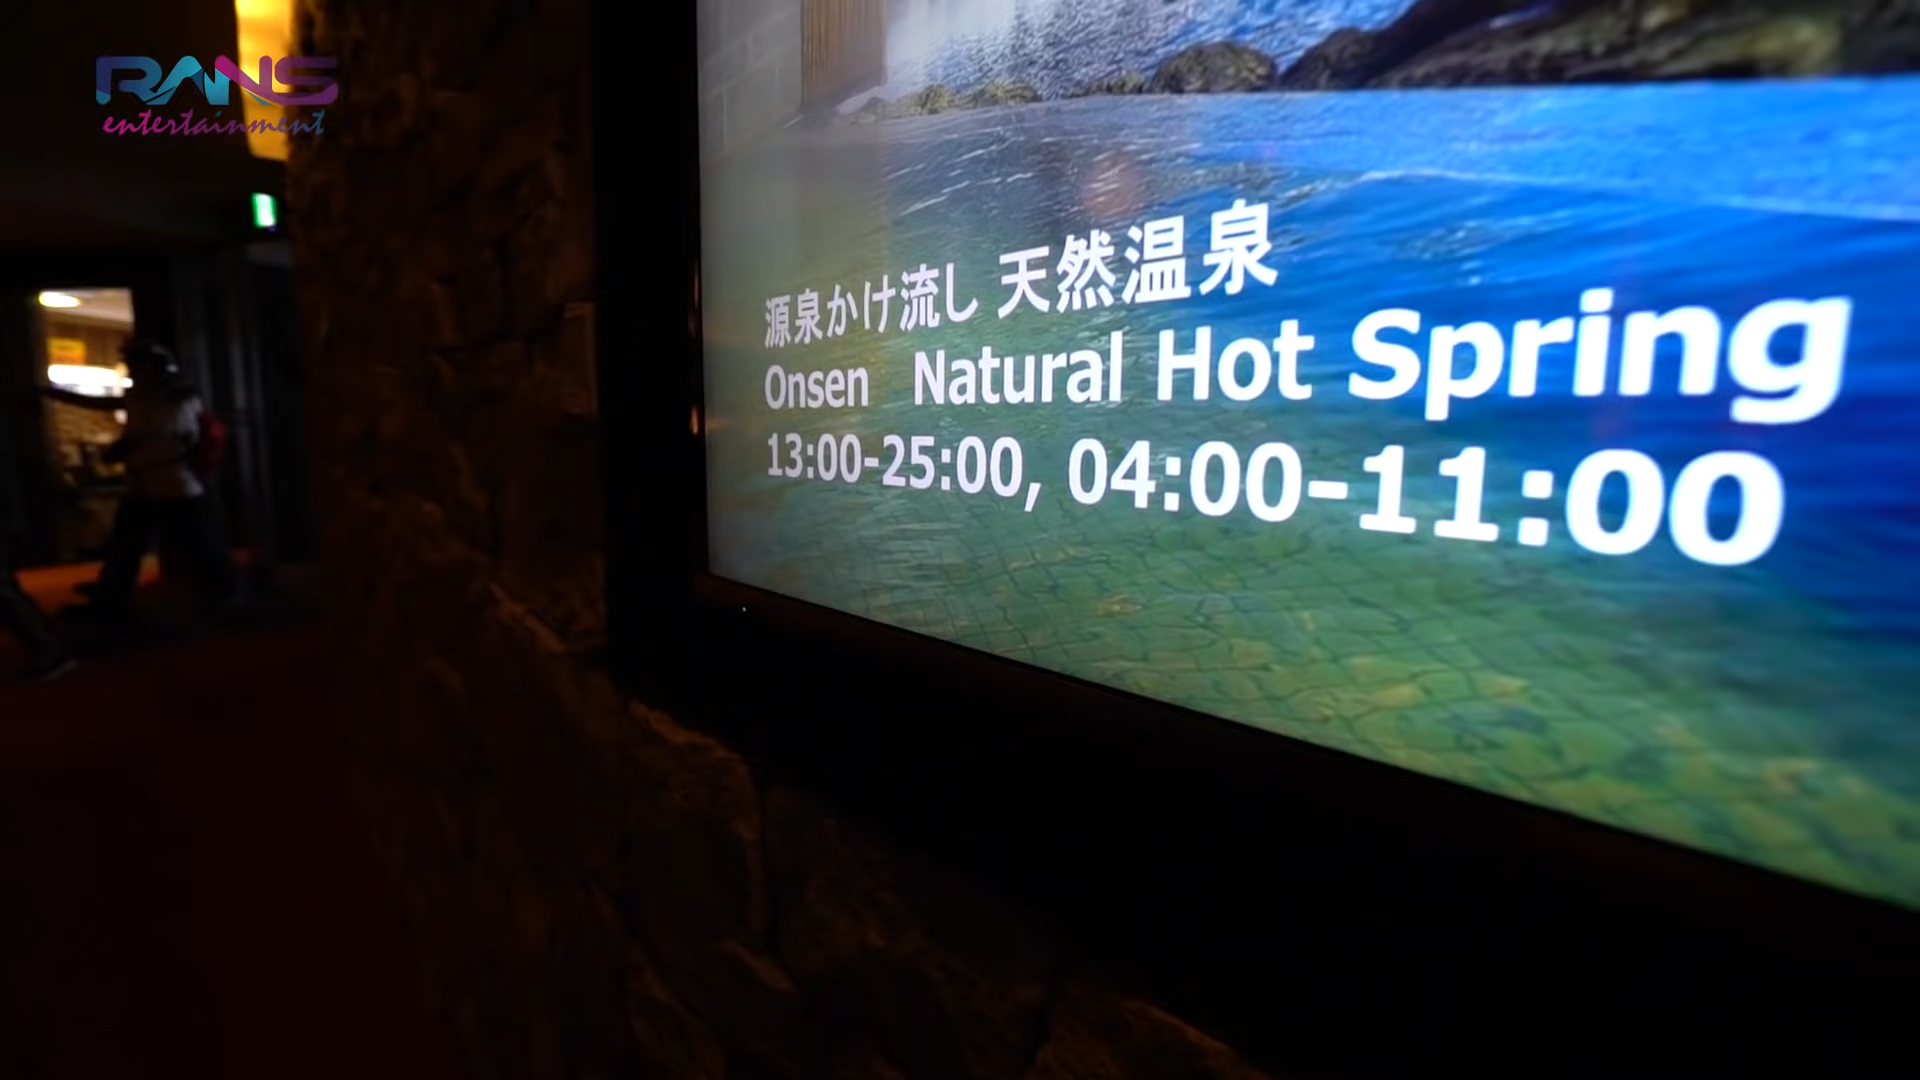 RANS
entertainment
源泉かけ流し 天然温泉
Onsen Natural Hot Spring
13:00-25:00, 04:00-11:00